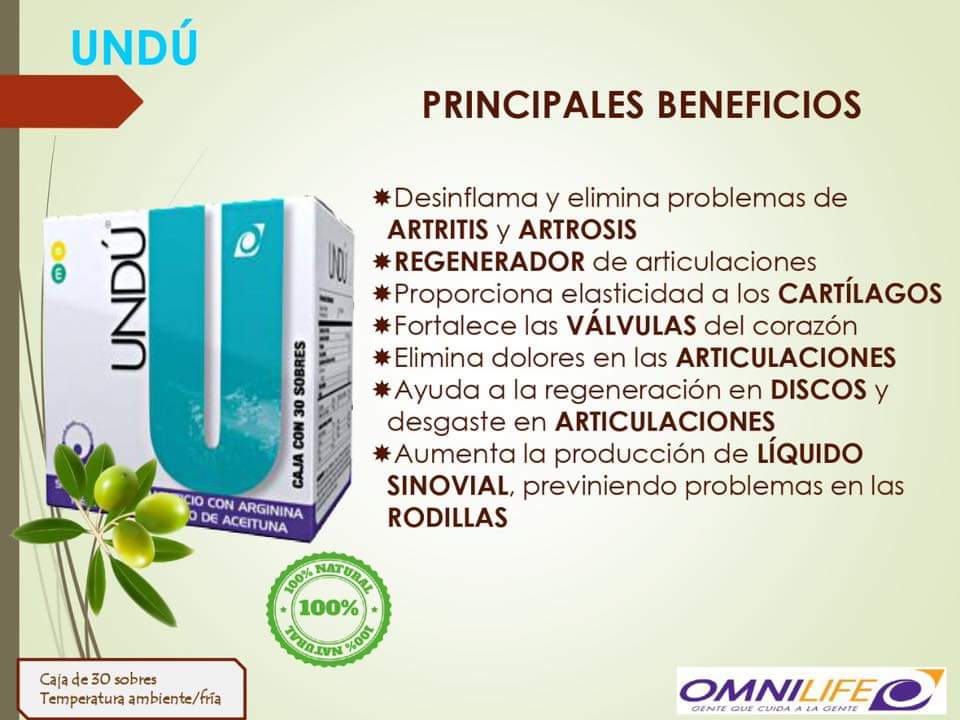 UNDÚ
PRINCIPALES BENEFICIOS
✷Desinflama y elimina problemas de
ARTRITIS y ARTROSIS
✷REGENERADOR de articulaciones
✷Proporciona elasticidad a los CARTÍLAGOS
✷Fortalece las VÁLVULAS del corazón
✷Elimina dolores en las ARTICULACIONES
✷Ayuda a la regeneración en DISCOS y
desgaste en ARTICULACIONES
✷Aumenta la producción de LÍQUIDO
SINOVIAL, previniendo problemas en las
RODILLAS
UNDÚ
UNDÚ
CAJA CON 30 SOBRES
CON ARGININA
DE ACEITUNA
100% NATURAL
100%
100% NATURAL
Caja de 30 sobres
Temperatura ambiente/fría
OMNILIFE
GENTE QUE CUIDA A LA GENTE